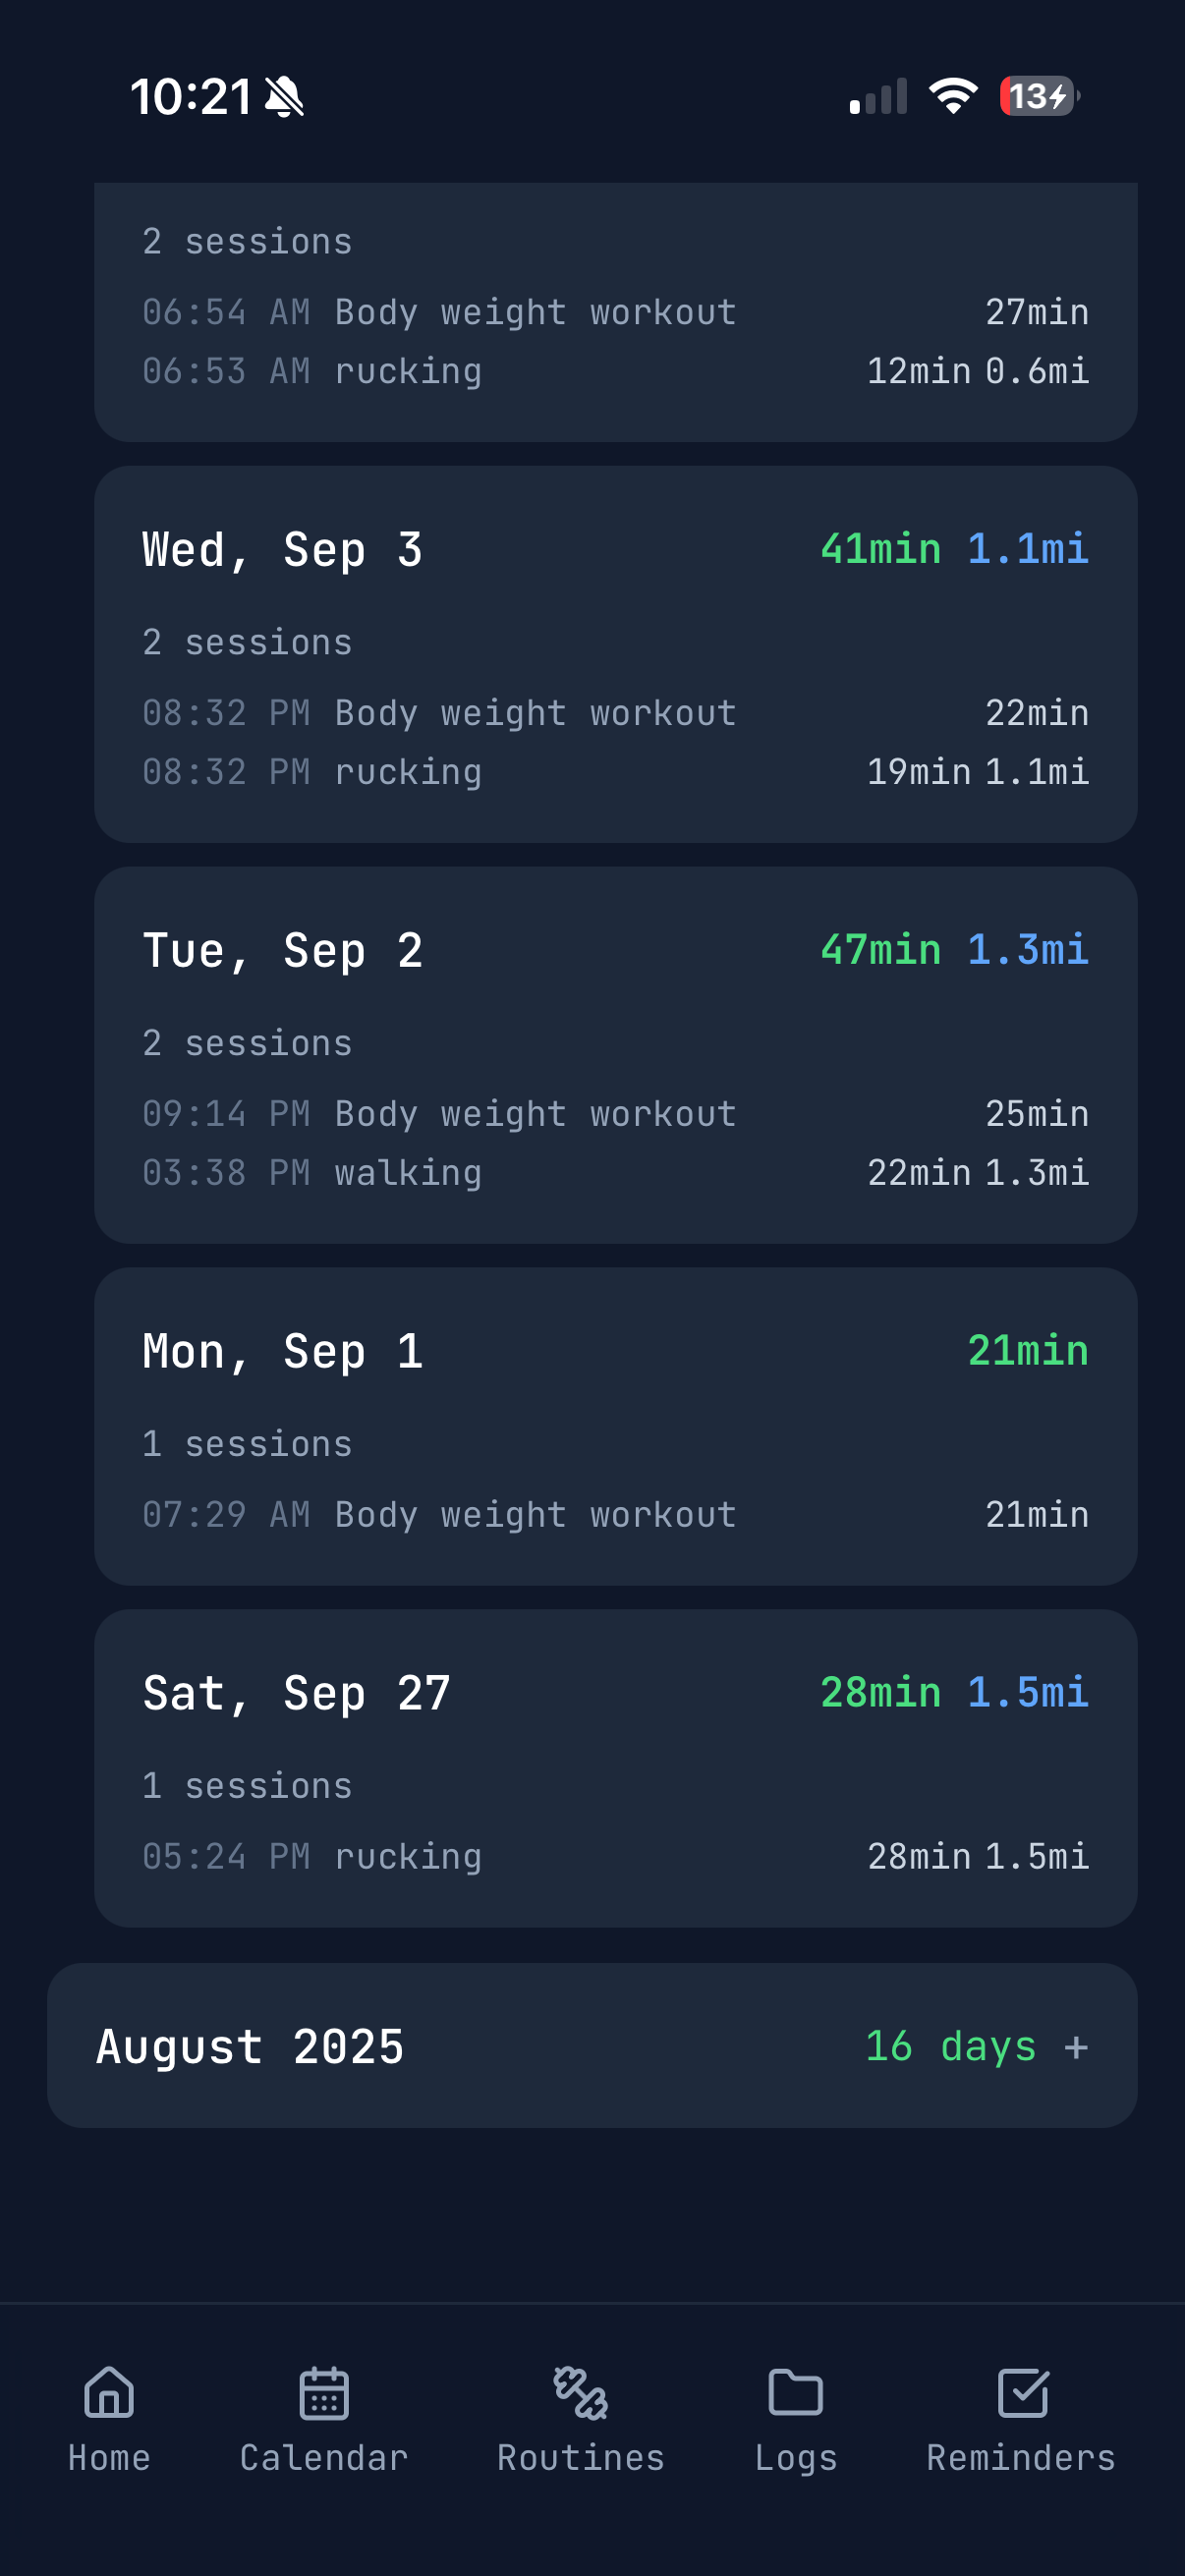 10:21 13
2 sessions
06:54 AM Body weight workout 27min
06:53 AM rucking 12min 0.6mi
Wed, Sep 3 41min 1.1mi
2 sessions
08:32 PM Body weight workout 22min
08:32 PM rucking 19min 1.1mi
Tue, Sep 2 47min 1.3mi
2 sessions
09:14 PM Body weight workout 25min
03:38 PM walking 22min 1.3mi
Mon, Sep 1 21min
1 sessions
07:29 AM Body weight workout 21min
Sat, Sep 27 28min 1.5mi
1 sessions
05:24 PM rucking 28min 1.5mi
August 2025 16 days +
Home Calendar Routines Logs Reminders